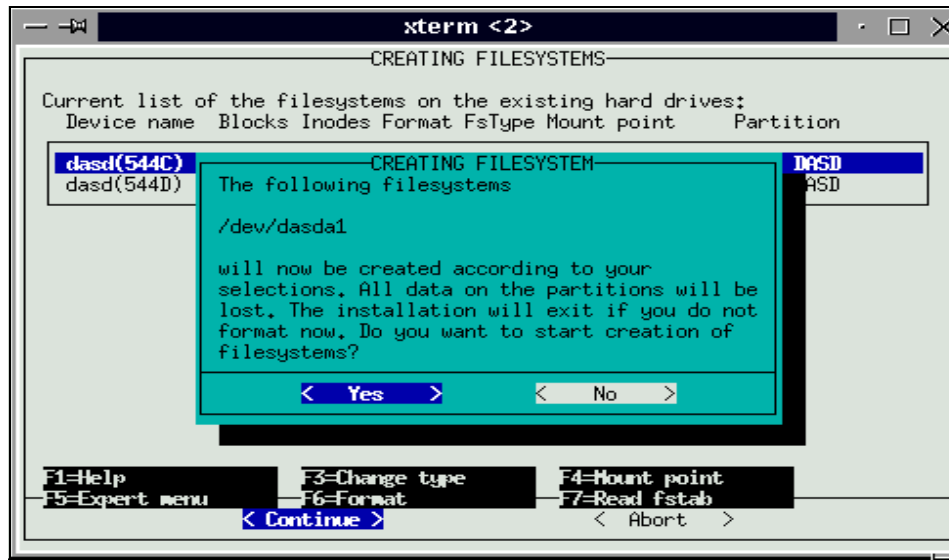 xterm <2>
CREATING FILESYSTEMS
Current list of the filesystems on the existing hard drives:
Device name Blocks Inodes Format FsType Mount point Partition
dasd(544C) DASD
dasd(544D) ASD
CREATING FILESYSTEM
The following filesystems
/dev/dasda1
will now be created according to your
selections. All data on the partitions will be
lost. The installation will exit if you do not
format now. Do you want to start creation of
filesystems?
< Yes > < No >
F1=Help F3=Change type F4=Mount point
F5=Expert menu F6=Format F7=Read fstab
< Continue > < Abort >